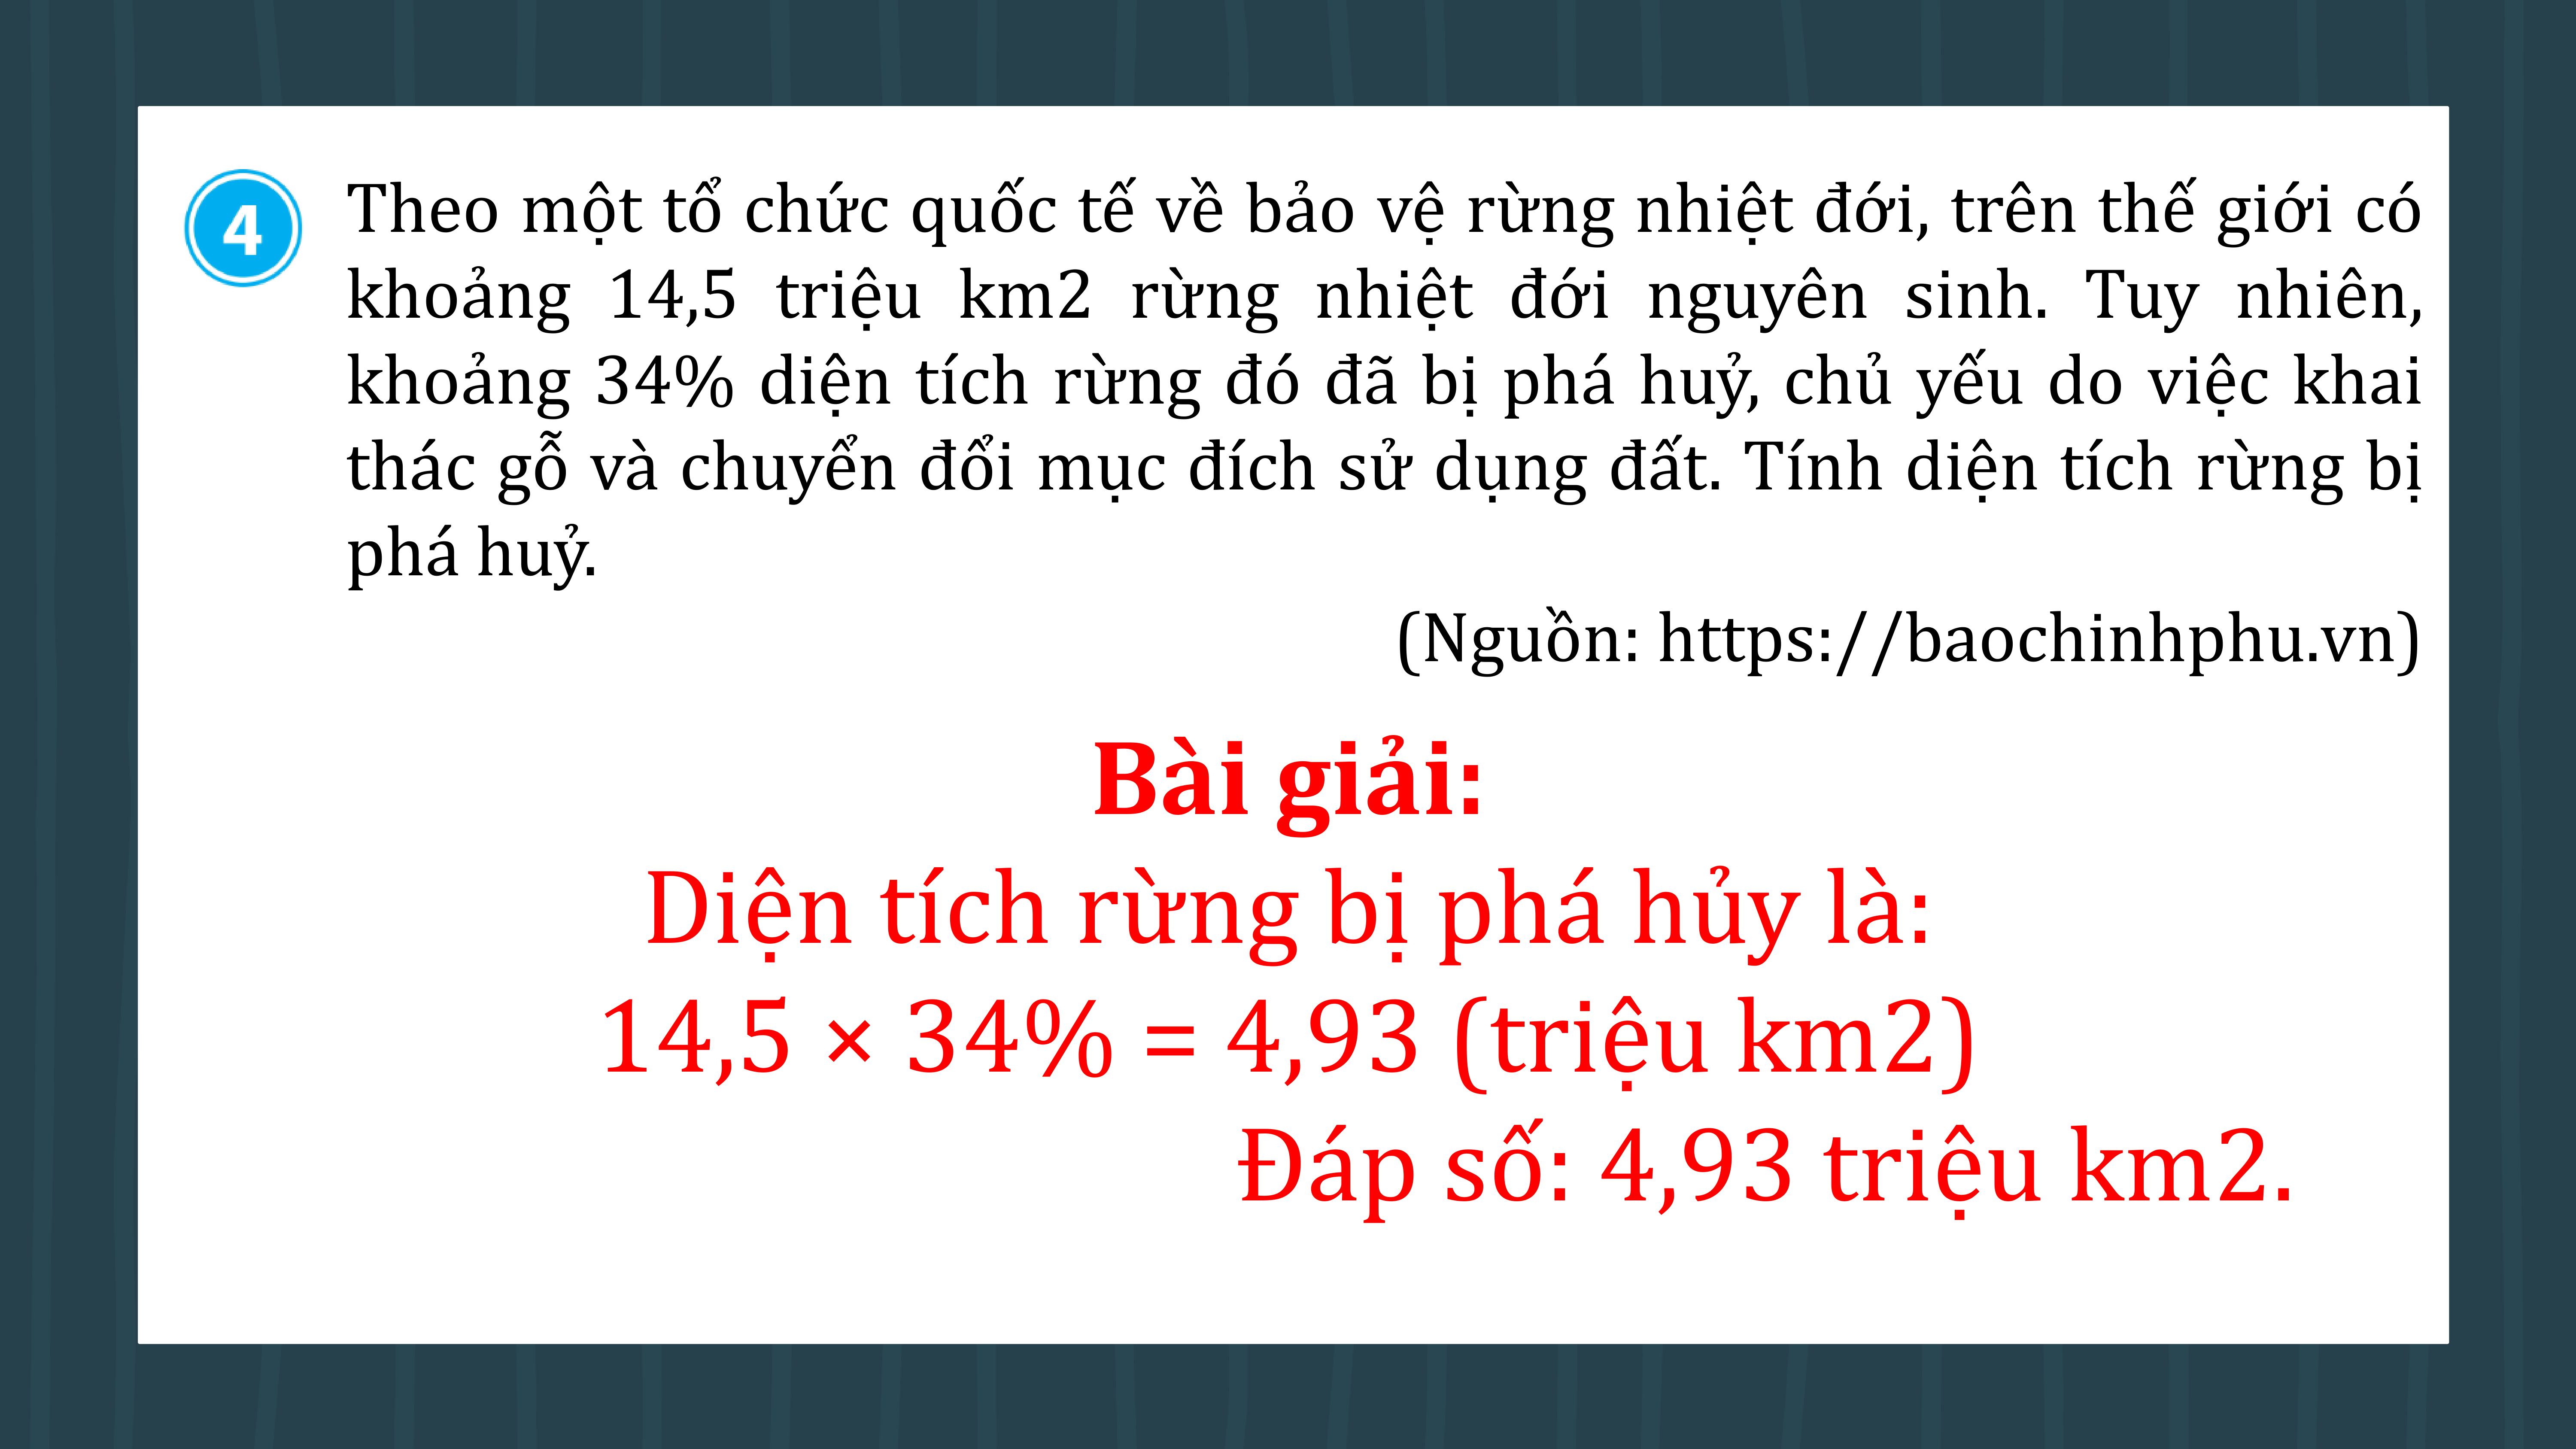 4
Theo một tổ chức quốc tế về bảo vệ rừng nhiệt đới, trên thế giới có
khoảng 14,5 triệu km2 rừng nhiệt đới nguyên sinh. Tuy nhiên,
khoảng 34% diện tích rừng đó đã bị phá huỷ, chủ yếu do việc khai
thác gỗ và chuyển đổi mục đích sử dụng đất. Tính diện tích rừng bị
phá huỷ.
(Nguồn: https://baochinhphu.vn)
Bài giải:
Diện tích rừng bị phá hủy là:
14,5 × 34% = 4,93 (triệu km2)
Đáp số: 4,93 triệu km2.